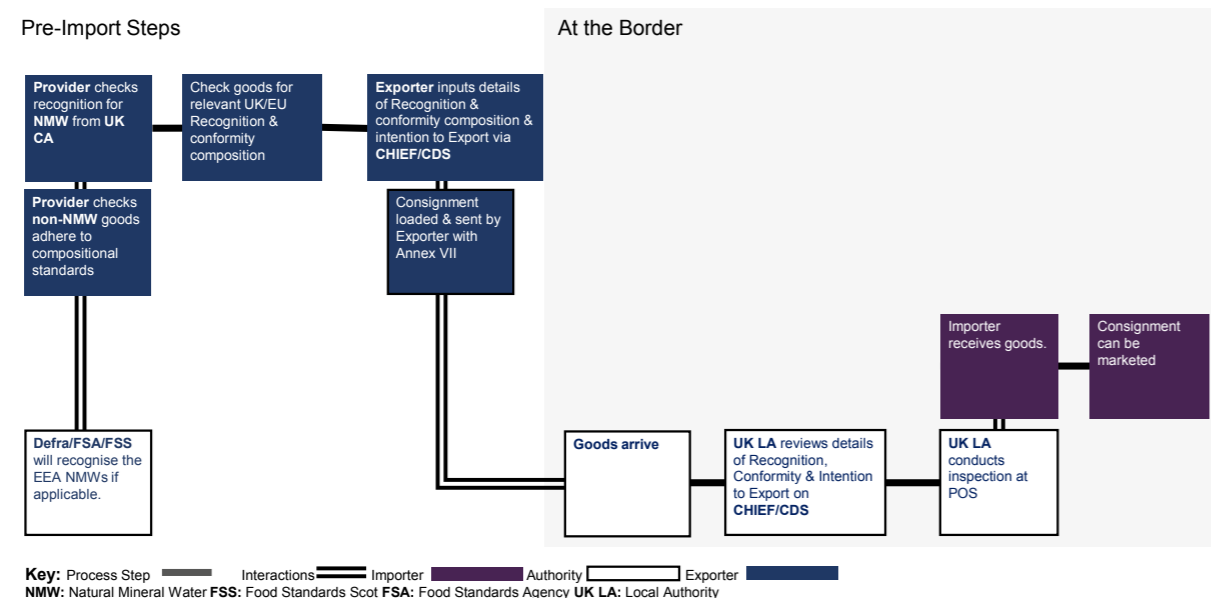 Pre-Import Steps
At the Border
Provider checks
recognition for
NMW from UK
CA
Check goods for
relevant UK/EU
Recognition &
conformity
composition
Exporter inputs details
of Recognition &
conformity composition &
intention to Export via
CHIEF/CDS
Provider checks
non-NMW goods
adhere to
compositional
standards
Consignment
loaded & sent by
Exporter with
Annex VII
Importer
receives goods.
Consignment
can be
marketed
Defra/FSA/FSS
will recognise the
EEA NMWs if
applicable.
Goods arrive
UK LA reviews details
of Recognition,
Conformity & Intention
to Export on
CHIEF/CDS
UK LA
conducts
inspection at
POS
Key: Process Step Interactions Importer Authority Exporter
NMW: Natural Mineral Water FSS: Food Standards Scot FSA: Food Standards Agency UK LA: Local Authority